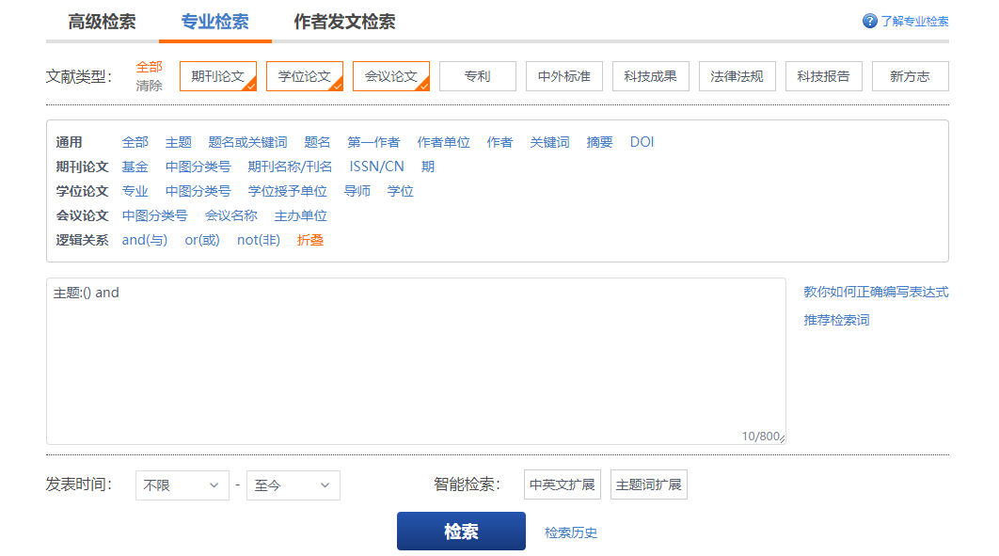 高级检索 专业检索 作者发文检索 ? 了解专业检索
文献类型: 全部 清除 期刊论文 学位论文 会议论文 专利 中外标准 科技成果 法律法规 科技报告 新方志
通用 全部 主题 题名或关键词 题名 第一作者 作者单位 作者 关键词 摘要 DOI
期刊论文 基金 中图分类号 期刊名称/刊名 ISSN/CN 期
学位论文 专业 中图分类号 学位授予单位 导师 学位
会议论文 中图分类号 会议名称 主办单位
逻辑关系 and(与) or(或) not(非) 折叠
主题:() and
教你如何正确编写表达式
推荐检索词
10/800
发表时间: 不限 - 至今 智能检索: 中英文扩展 主题词扩展
检索 检索历史